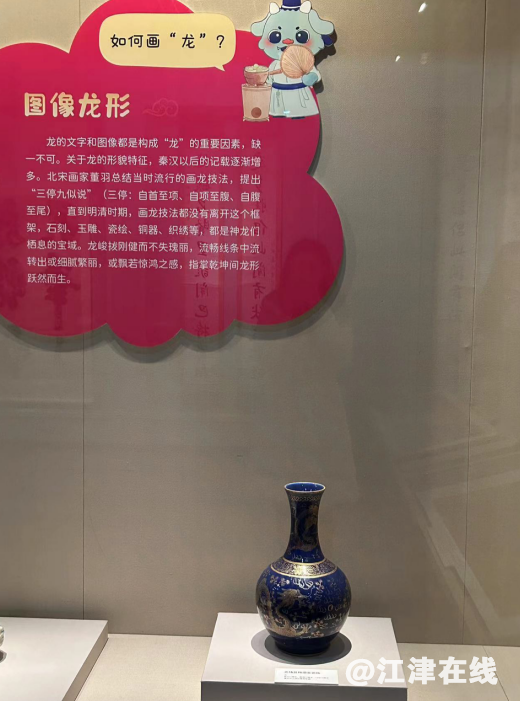 如何画“龙”？
图像龙形
龙的文字和图像都是构成“龙”的重要因素，缺
一不可。关于龙的形貌特征，秦汉以后的记载逐渐增
多。北宋画家董羽总结当时流行的画龙技法，提出
“三停九似说”（三停：自首至项、自项至腹、自腹
至尾），直到明清时期，画龙技法都没有离开这个框
架，石刻、玉雕、瓷绘、铜器、织绣等，都是神龙们
栖息的宝域。龙峻拔刚健而不失瑰丽，流畅线条中流
转出或细腻繁丽，或飘若惊鸿之感，指掌乾坤间龙形
跃然而生。
@江津在线